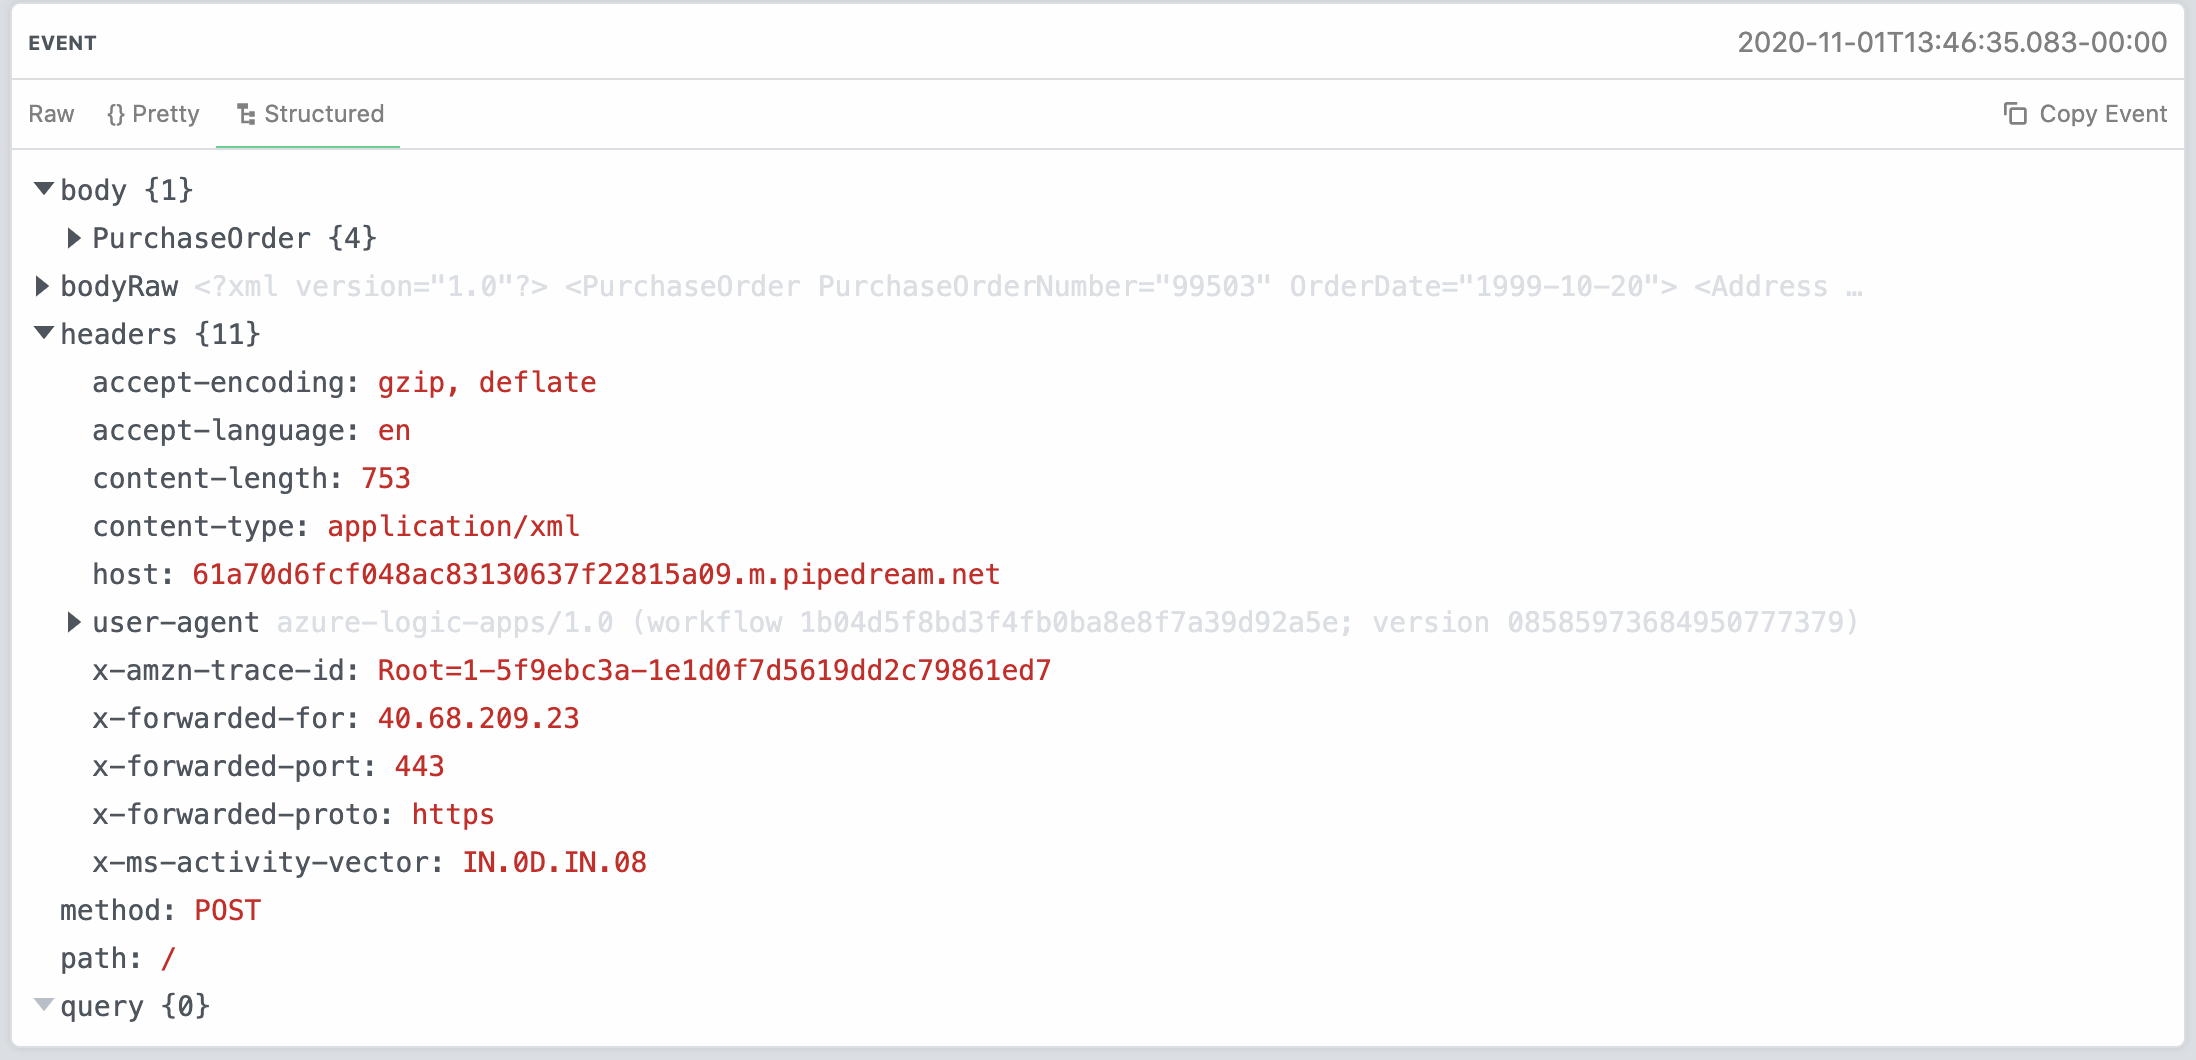 EVENT 2020-11-01T13:46:35.083-00:00
Raw {} Pretty Structured Copy Event
body {1}
PurchaseOrder {4}
bodyRaw <?xml version="1.0"?> <PurchaseOrder PurchaseOrderNumber="99503" OrderDate="1999-10-20"> <Address …
headers {11}
accept-encoding: gzip, deflate
accept-language: en
content-length: 753
content-type: application/xml
host: 61a70d6fcf048ac83130637f22815a09.m.pipedream.net
user-agent azure-logic-apps/1.0 (workflow 1b04d5f8bd3f4fb0ba8e8f7a39d92a5e; version 08585973684950777379)
x-amzn-trace-id: Root=1-5f9ebc3a-1e1d0f7d5619dd2c79861ed7
x-forwarded-for: 40.68.209.23
x-forwarded-port: 443
x-forwarded-proto: https
x-ms-activity-vector: IN.0D.IN.08
method: POST
path: /
query {0}